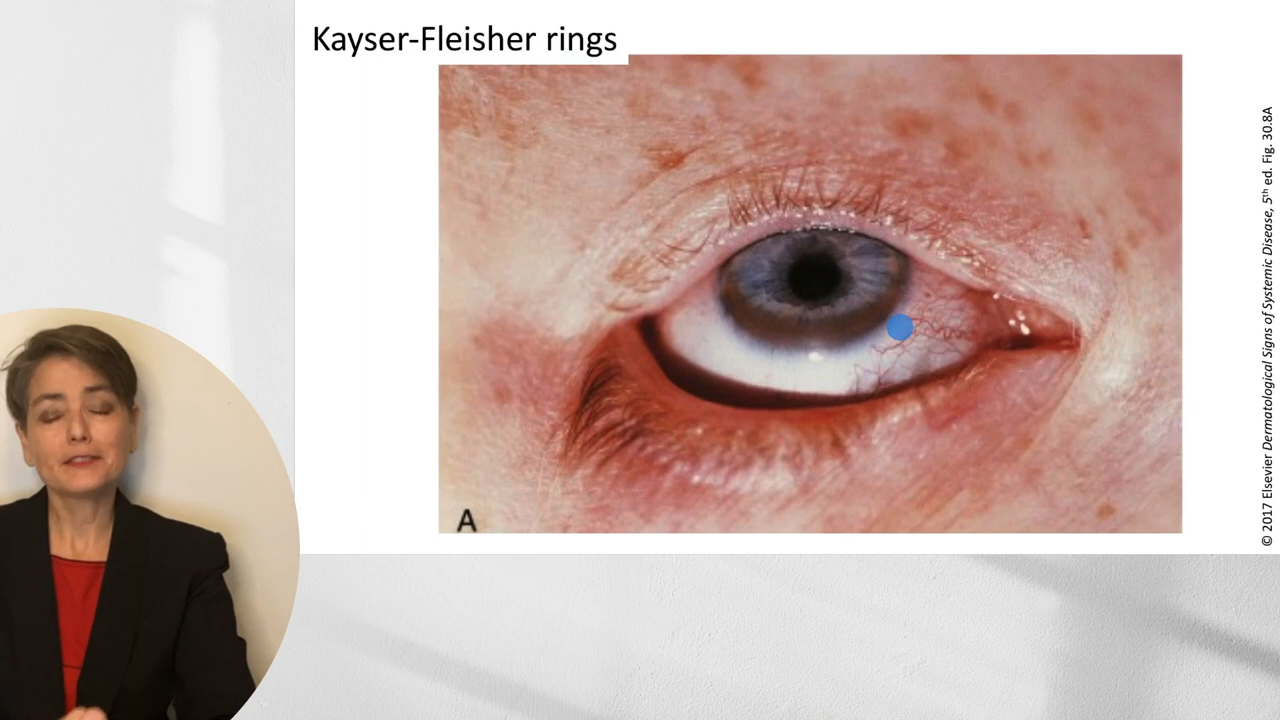 Kayser-Fleisher rings
A
© 2017 Elsevier Dermatological Signs of Systemic Disease, 5th ed. Fig. 30.8A